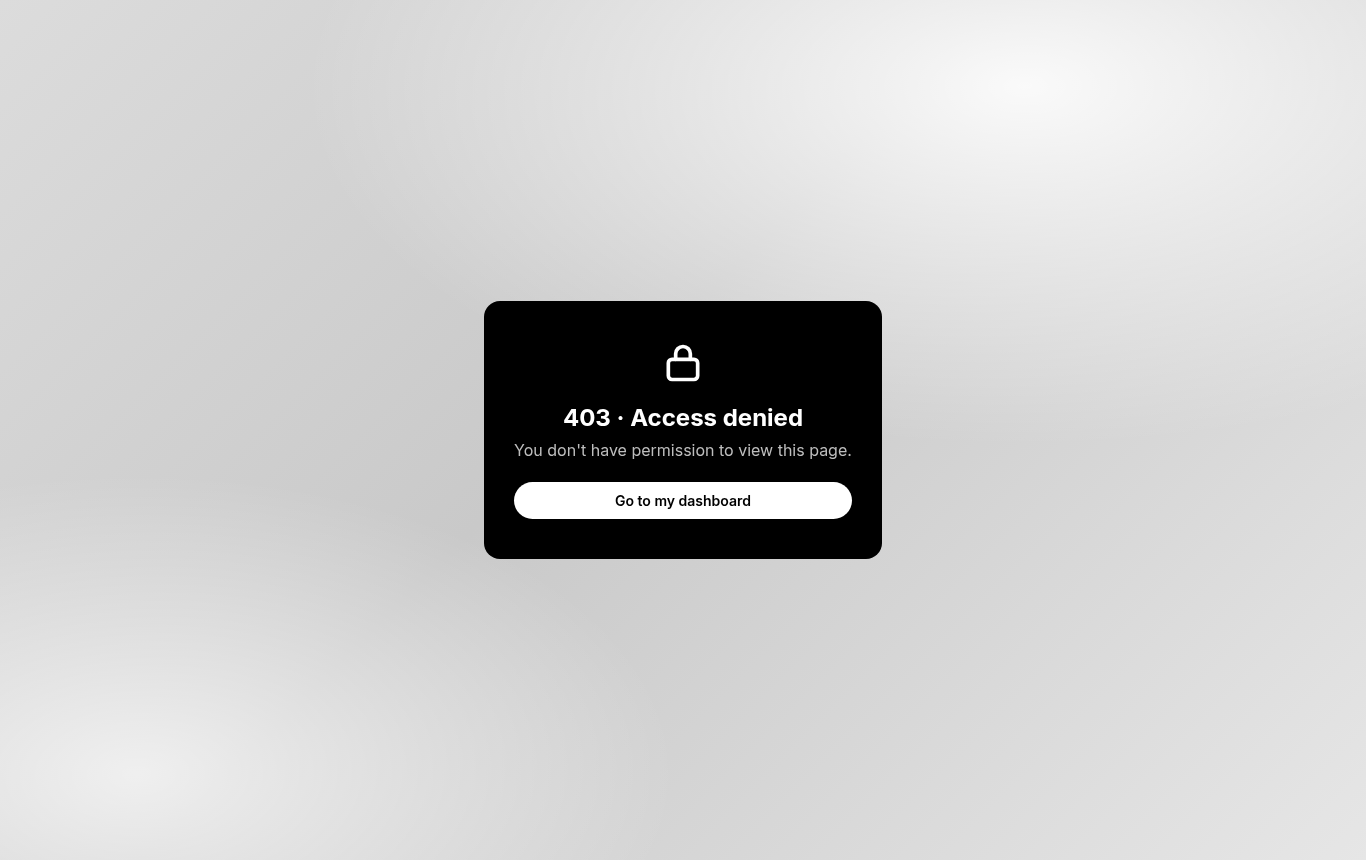 403 · Access denied
You don't have permission to view this page.
Go to my dashboard